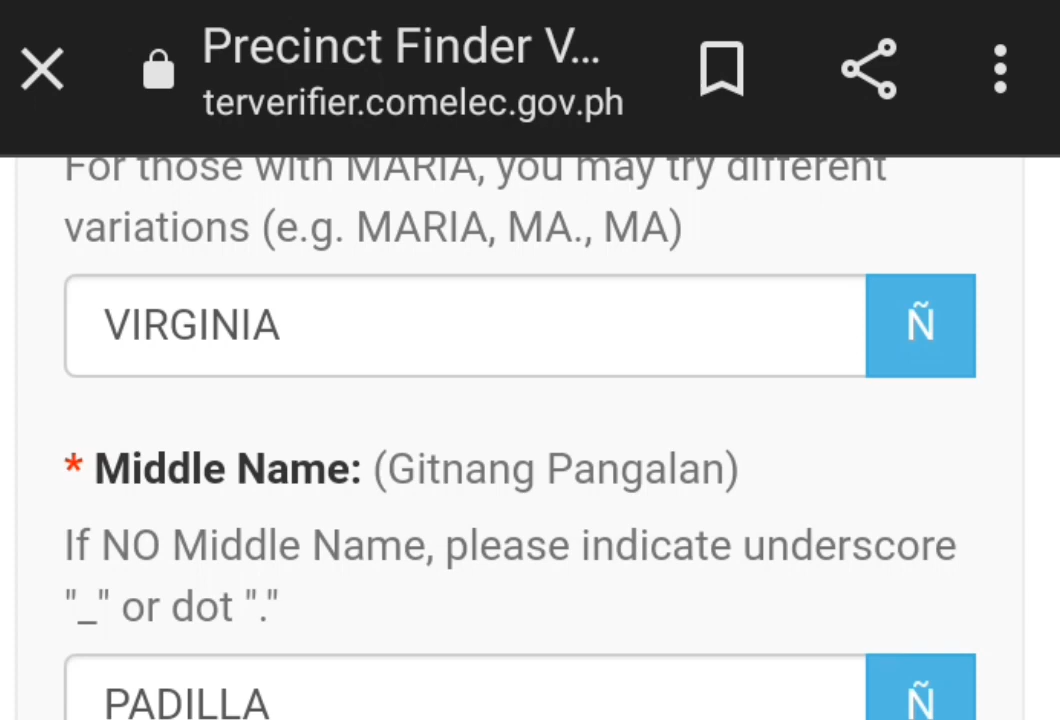 Precinct Finder V...
terverifier.comelec.gov.ph
For those with MARIA, you may try different
variations (e.g. MARIA, MA., MA)
VIRGINIA Ñ
* Middle Name: (Gitnang Pangalan)
If NO Middle Name, please indicate underscore
"_" or dot "."
PADILLA Ñ